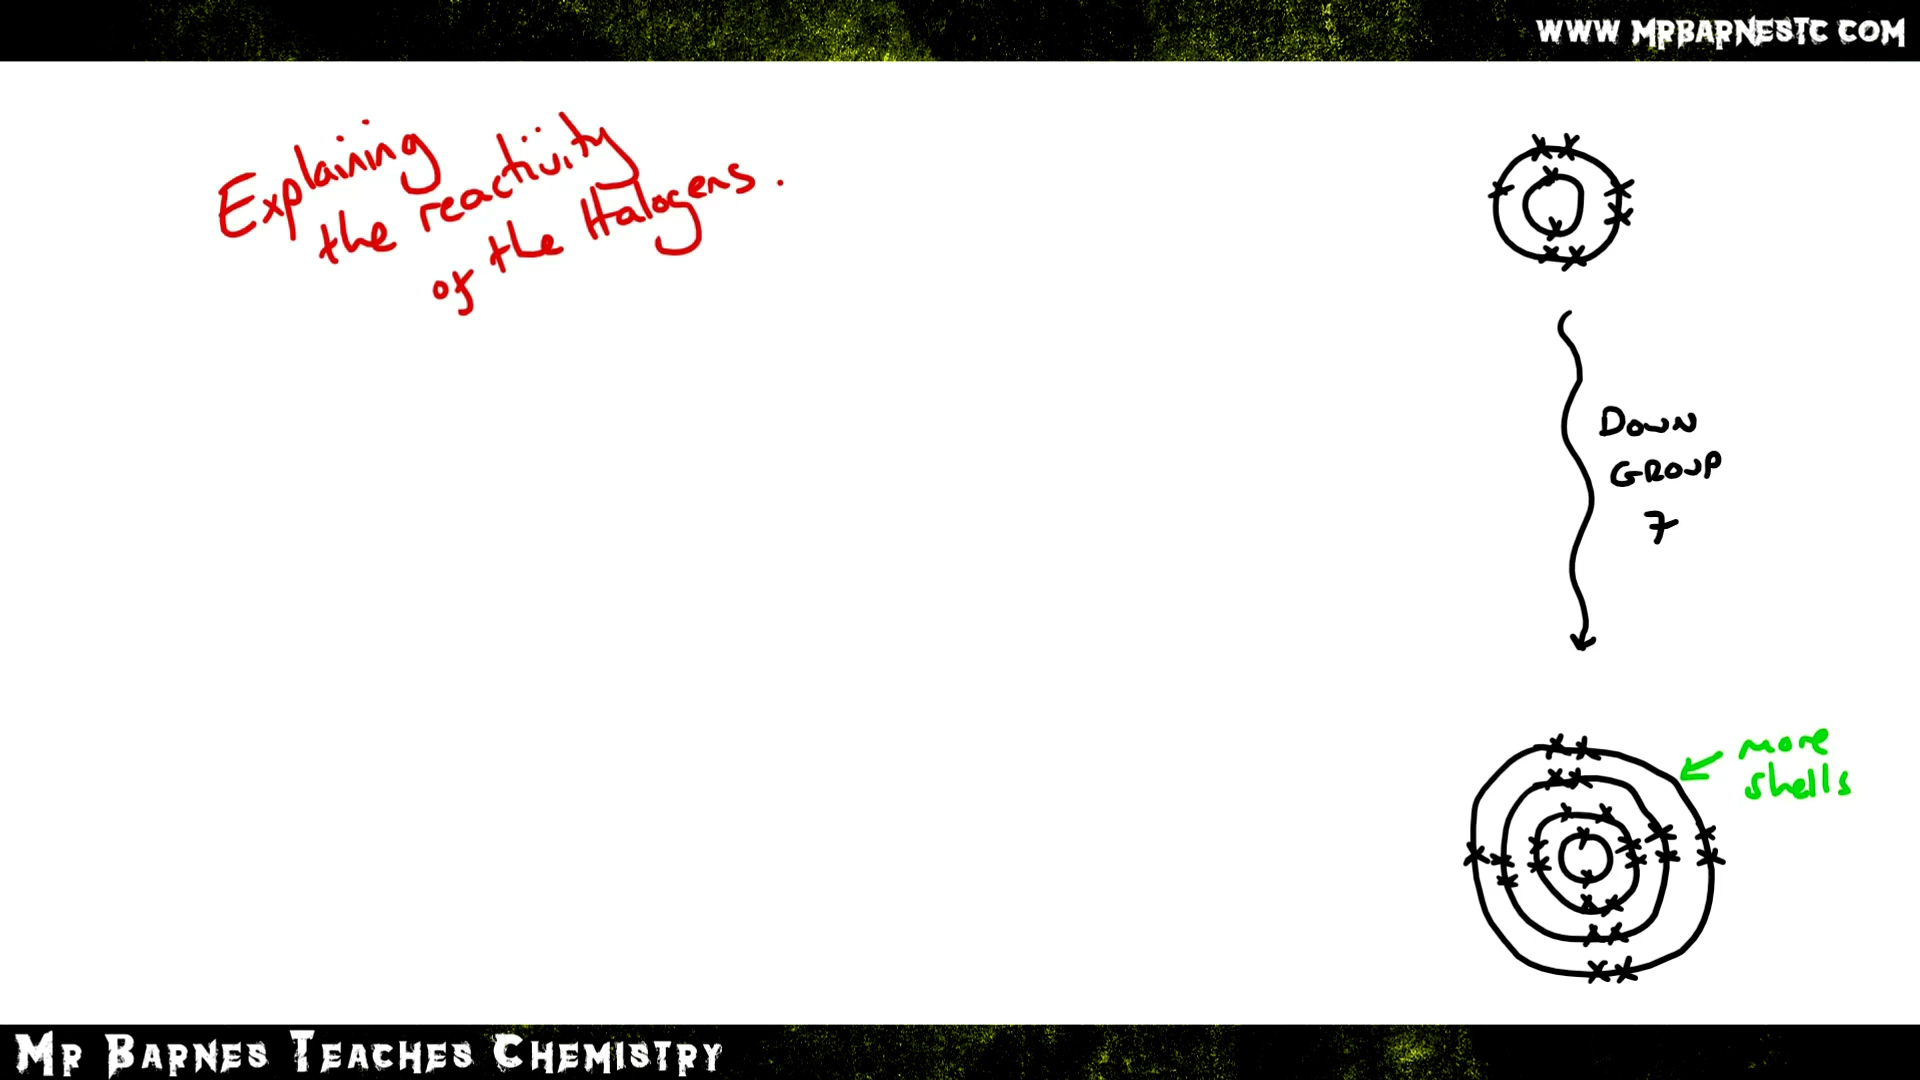 WWW MRBARNESTC COM
Explaining
the reactivity
of the Halogens.
DOWN
GROUP
7
more
shells
MR BARNES TEACHES CHEMISTRY